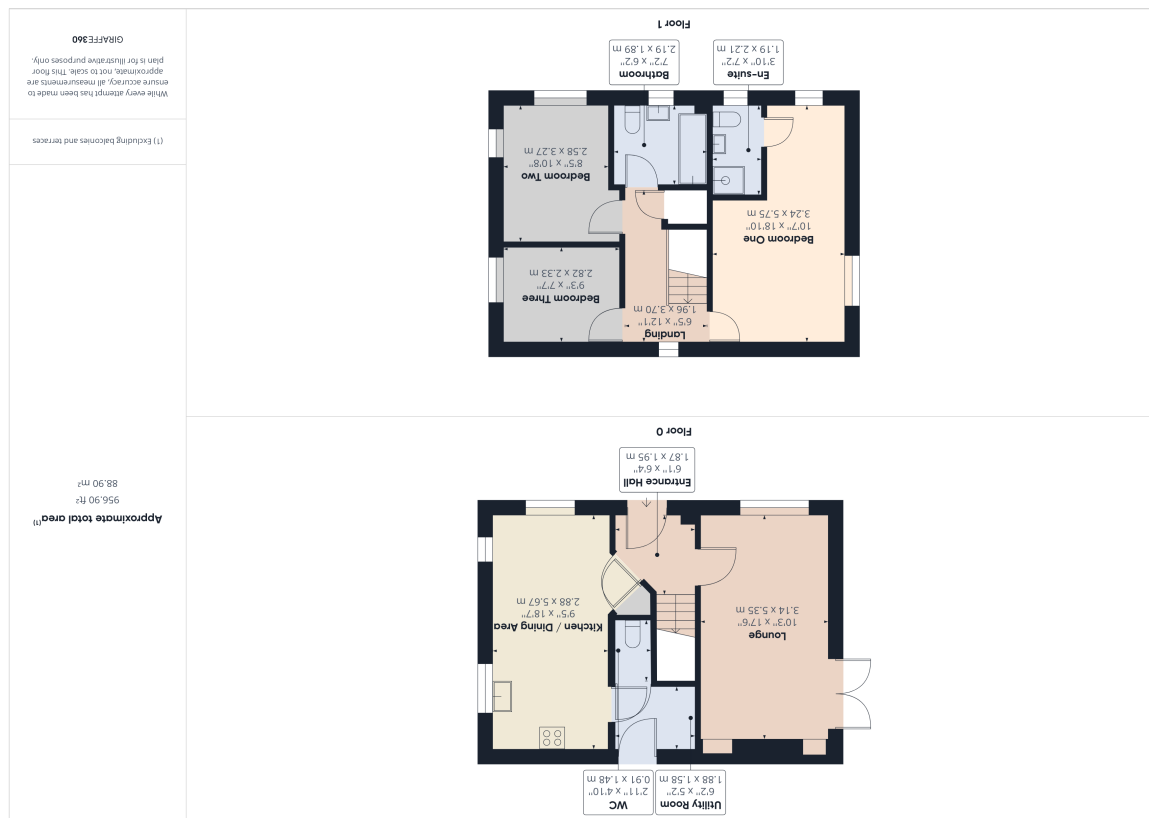 Floor 0
Utility Room
6'2" x 5'2"
1.88 x 1.58 m
WC
2'11" x 4'10"
0.91 x 1.48 m
Lounge
10'3" x 17'6"
3.14 x 5.35 m
Kitchen / Dining Area
9'5" x 18'7"
2.88 x 5.67 m
Entrance Hall
6'1" x 6'4"
1.87 x 1.95 m
Floor 1
Landing
6'5" x 12'1"
1.96 x 3.70 m
Bedroom Three
9'3" x 7'7"
2.82 x 2.33 m
Bedroom One
10'7" x 18'10"
3.24 x 5.75 m
Bedroom Two
8'5" x 10'8"
2.58 x 3.27 m
En-suite
3'10" x 7'2"
1.19 x 2.21 m
Bathroom
7'2" x 6'2"
2.19 x 1.89 m
Approximate total area(1)
956.90 ft²
88.90 m²
(1) Excluding balconies and terraces
While every attempt has been made to
ensure accuracy, all measurements are
approximate, not to scale. This floor
plan is for illustrative purposes only.
GIRAFFE360